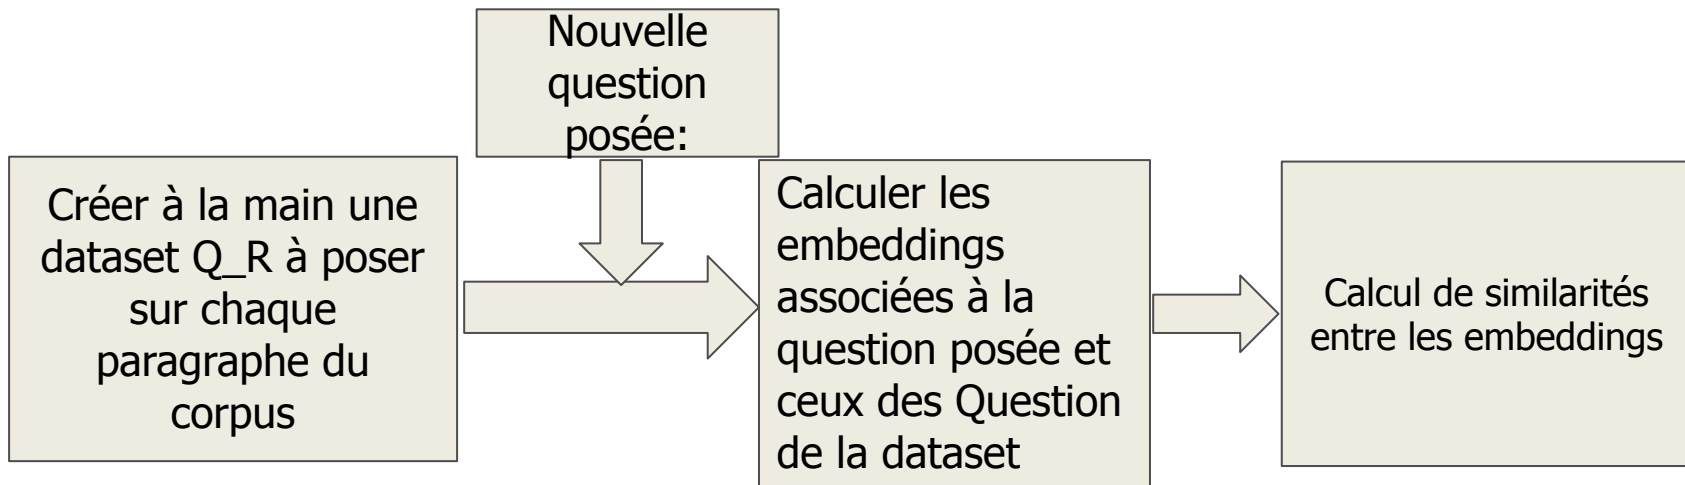 Nouvelle
question
posée:
Créer à la main une
dataset Q_R à poser
sur chaque
paragraphe du
corpus
Calculer les
embeddings
associées à la
question posée et
ceux des Question
de la dataset
Calcul de similarités
entre les embeddings